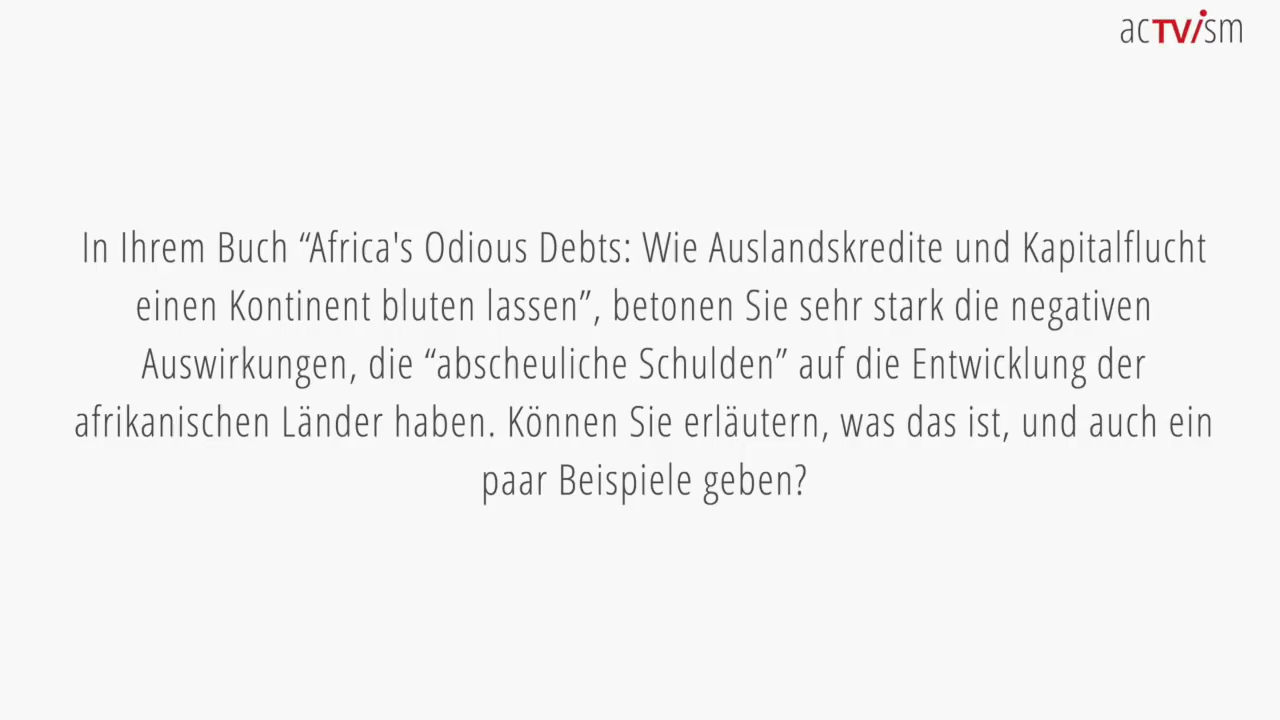 acTVism
In Ihrem Buch “Africa's Odious Debts: Wie Auslandskredite und Kapitalflucht
einen Kontinent bluten lassen”, betonen Sie sehr stark die negativen
Auswirkungen, die “abscheuliche Schulden” auf die Entwicklung der
afrikanischen Länder haben. Können Sie erläutern, was das ist, und auch ein
paar Beispiele geben?